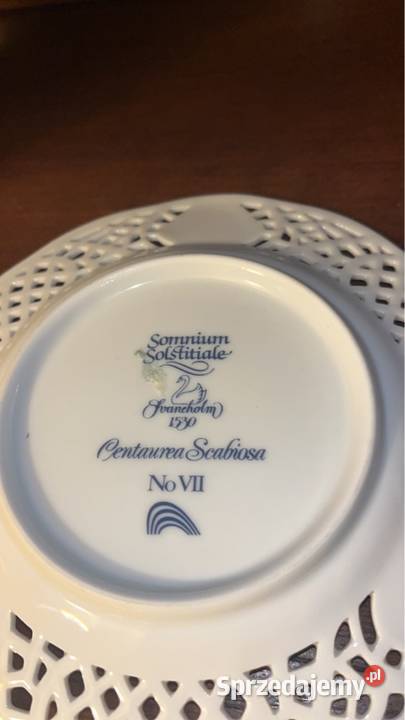 Somnium
Solstitiale
Svaneholm
1530
Centaurea Scabiosa
No VII
Sprzedajemy.pl